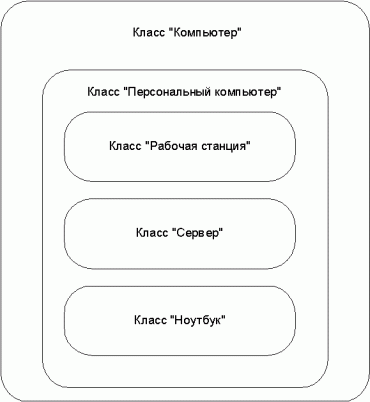 Класс "Компьютер"
Класс "Персональный компьютер"
Класс "Рабочая станция"
Класс "Сервер"
Класс "Ноутбук"